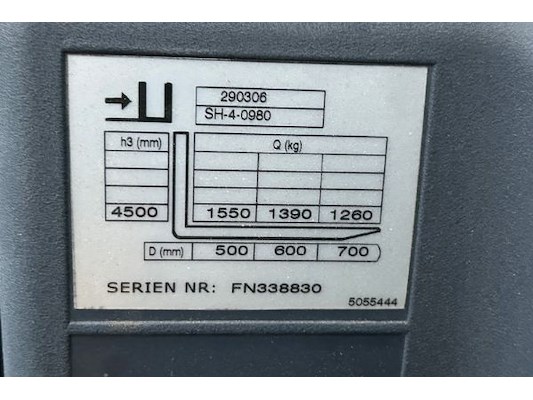 290306
SH-4-0980
h3 (mm) Q (kg)
4500 1550 1390 1260
D (mm) 500 600 700
SERIEN NR: FN338830
5055444